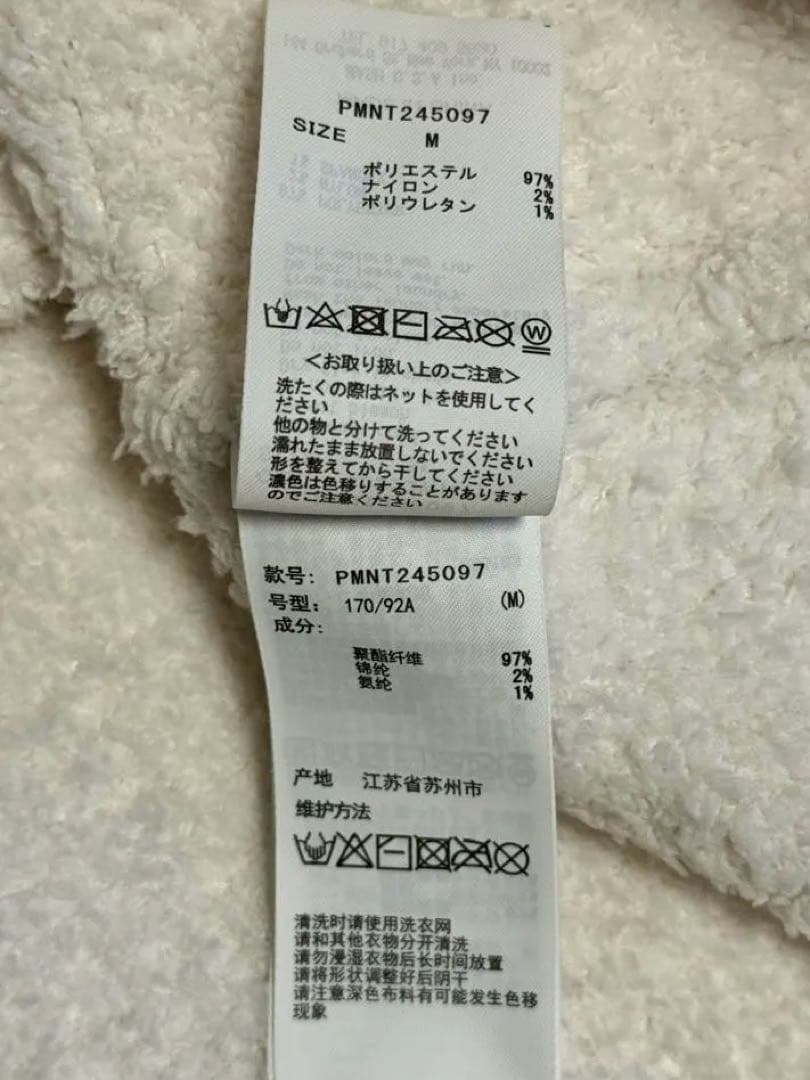 PMNT245097
SIZE M
ポリエステル 97%
ナイロン 2%
ポリウレタン 1%
W
<お取り扱い上のご注意>
洗たくの際はネットを使用してく
ださい
他の物と分けて洗ってください
濡れたまま放置しないでください
形を整えてから干してください
濃色は色移りすることがあります
のでご注意ください
款号: PMNT245097
号型: 170/92A (M)
成分:
聚酯纤维 97%
锦纶 2%
氨纶 1%
产地 江苏省苏州市
维护方法
清洗时请使用洗衣网
请和其他衣物分开清洗
请勿浸湿衣物后长时间放置
请将形状调整好后阴干
请注意深色布料有可能发生色移
现象